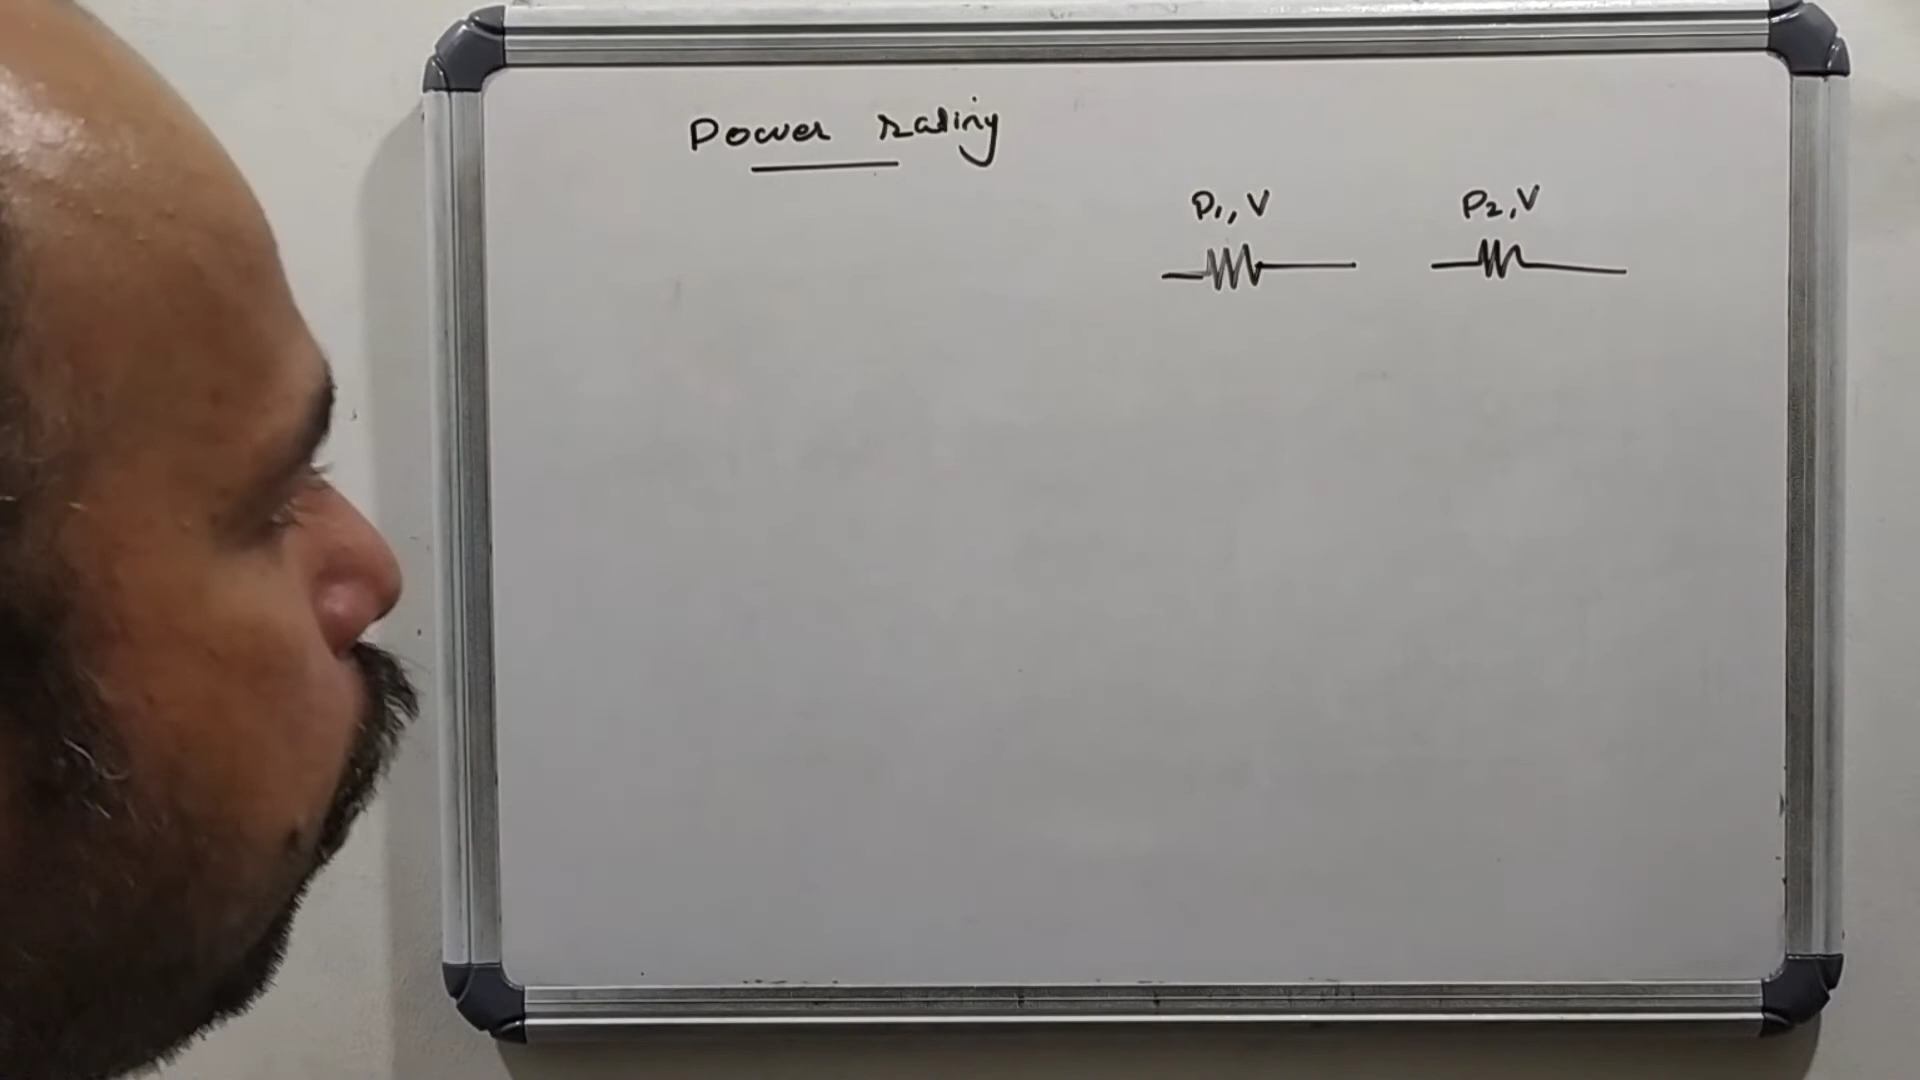 Power rating
P₁, V P₂, V